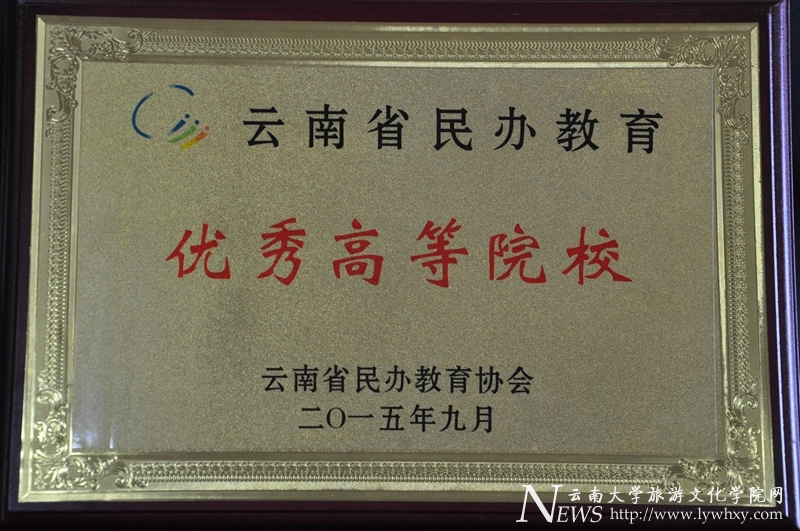 云南省民办教育
优秀高等院校
云南省民办教育协会
二〇一五年九月
云南大学旅游文化学院网
NEWS http://www.lywhxy.com